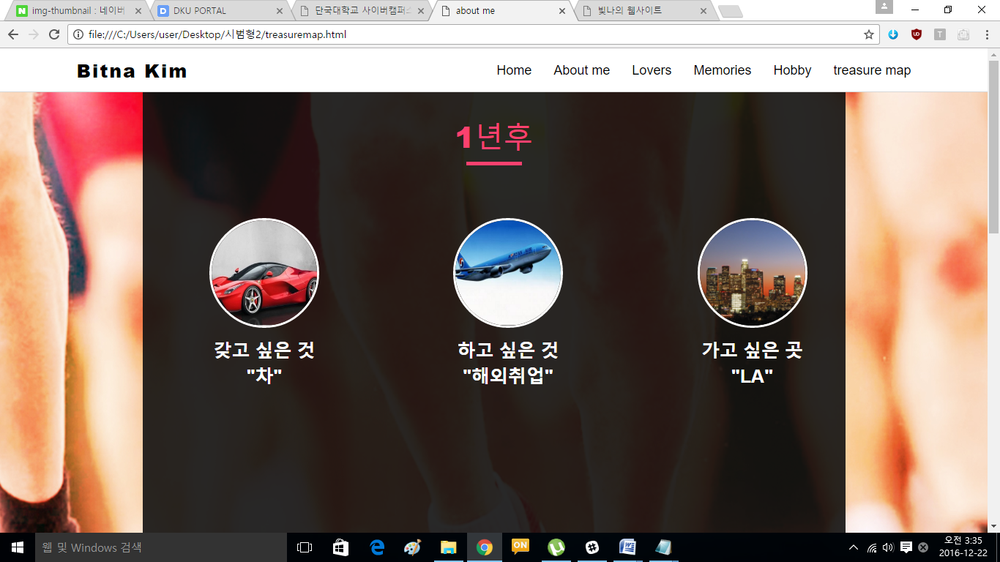 img-thumbnail : 네이버
DKU PORTAL
단국대학교 사이버캠퍼스
about me
빛나의 웹사이트
file:///C:/Users/user/Desktop/시범형2/treasuremap.html
Bitna Kim
Home About me Lovers Memories Hobby treasure map
1년후
갖고 싶은 것
"차"
하고 싶은 것
"해외취업"
가고 싶은 곳
"LA"
웹 및 Windows 검색
ON
오전 3:35
2016-12-22